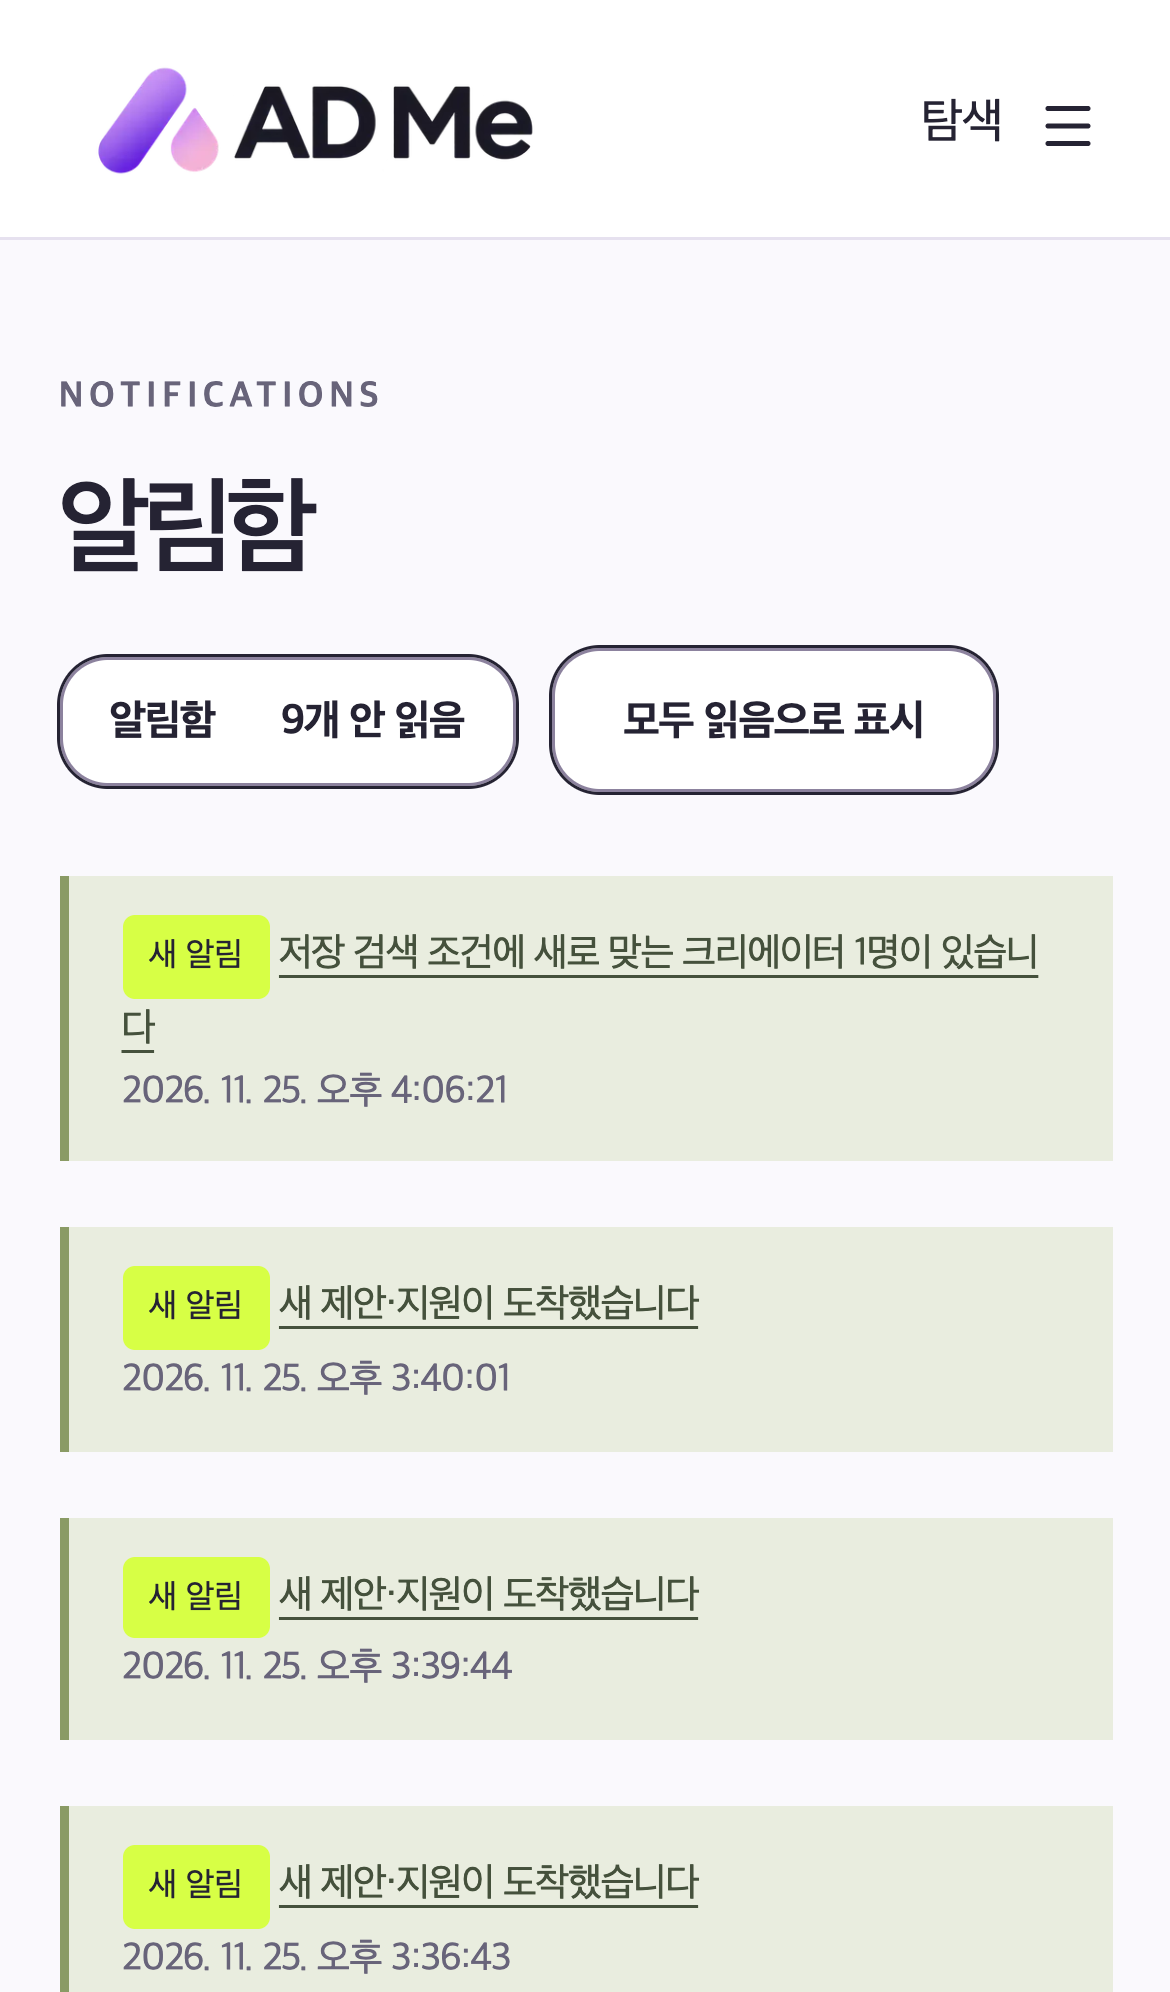 AD Me
탐색
NOTIFICATIONS
알림함
알림함 9개 안 읽음
모두 읽음으로 표시
새 알림 저장 검색 조건에 새로 맞는 크리에이터 1명이 있습니
다
2026. 11. 25. 오후 4:06:21
새 알림 새 제안·지원이 도착했습니다
2026. 11. 25. 오후 3:40:01
새 알림 새 제안·지원이 도착했습니다
2026. 11. 25. 오후 3:39:44
새 알림 새 제안·지원이 도착했습니다
2026. 11. 25. 오후 3:36:43